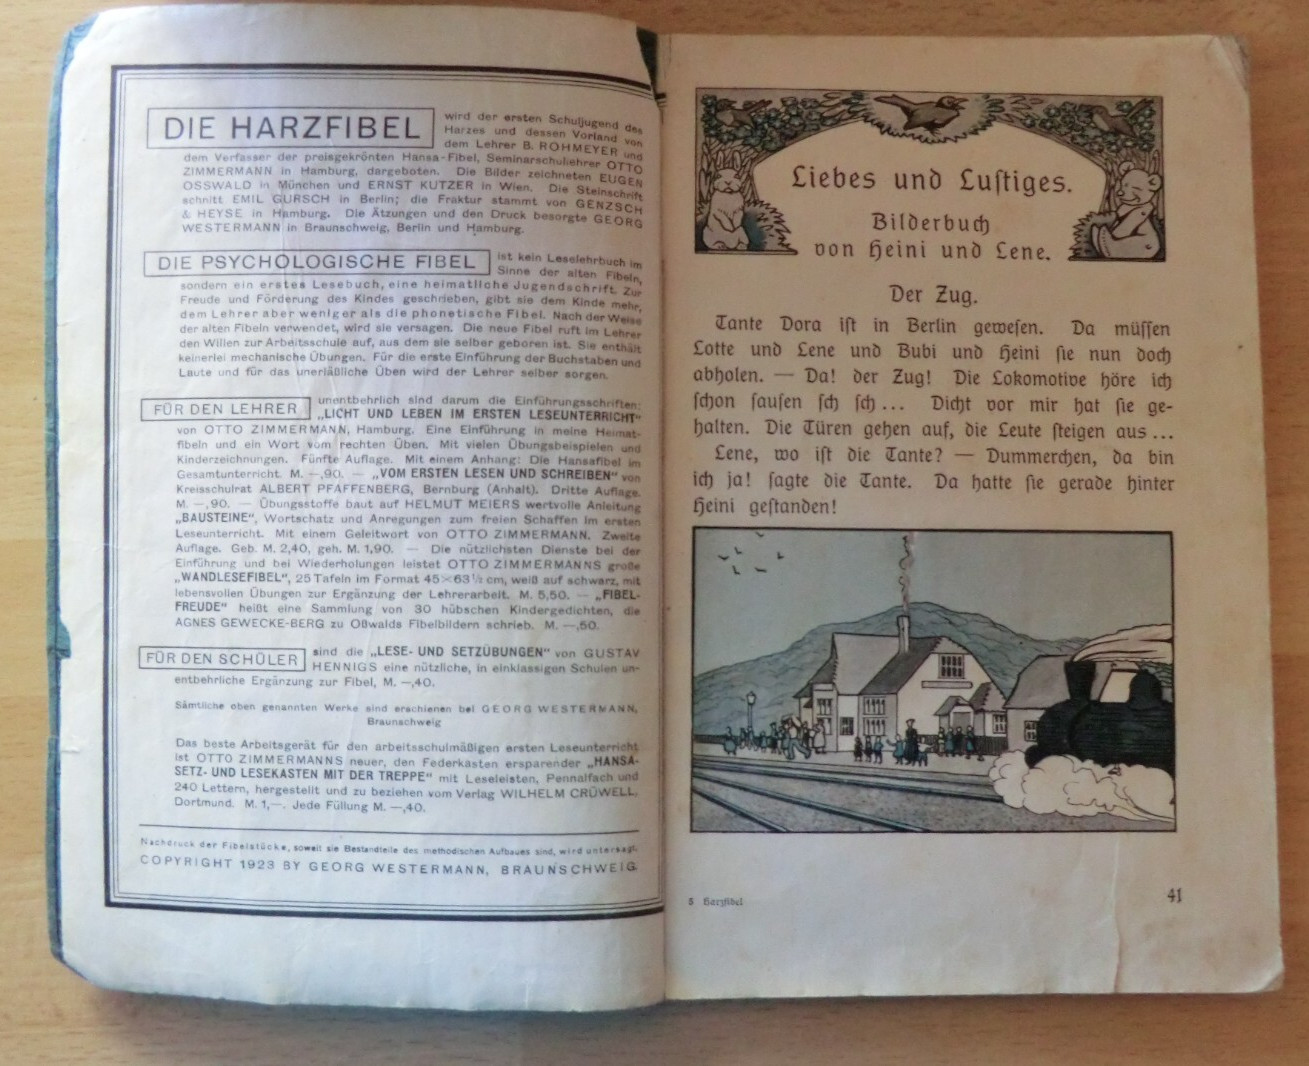 DIE HARZFIBEL wird der ersten Schuljugend des
Harzes und dessen Vorland von
dem Lehrer B. ROHMEYER und
dem Verfasser der preisgekrönten Hansa-Fibel, Seminarschullehrer OTTO
ZIMMERMANN in Hamburg, dargeboten. Die Bilder zeichneten EUGEN
OSSWALD in München und ERNST KUTZER in Wien. Die Steinschrift
schnitt EMIL GURSCH in Berlin; die Fraktur stammt von GENZSCH
& HEYSE in Hamburg. Die Ätzungen und den Druck besorgte GEORG
WESTERMANN in Braunschweig, Berlin und Hamburg.
DIE PSYCHOLOGISCHE FIBEL ist kein Leselehrbuch im
Sinne der alten Fibeln,
sondern ein erstes Lesebuch, eine heimatliche Jugendschrift. Zur
Freude und Förderung des Kindes geschrieben, gibt sie dem Kinde mehr,
dem Lehrer aber weniger als die phonetische Fibel. Nach der Weise
der alten Fibeln verwendet, wird sie versagen. Die neue Fibel ruft im Lehrer
den Willen zur Arbeitsschule auf, aus dem sie selber geboren ist. Sie enthält
keinerlei mechanische Übungen. Für die erste Einführung der Buchstaben und
Laute und für das unerläßliche Üben wird der Lehrer selber sorgen.
FÜR DEN LEHRER unentbehrlich sind darum die Einführungsschriften:
„LICHT UND LEBEN IM ERSTEN LESEUNTERRICHT“
von OTTO ZIMMERMANN, Hamburg. Eine Einführung in meine Heimat-
fibeln und ein Wort vom rechten Üben. Mit vielen Übungsbeispielen und
Kinderzeichnungen. Fünfte Auflage. Mit einem Anhang: Die Hansafibel im
Gesamtunterricht. M. —,90. — „VOM ERSTEN LESEN UND SCHREIBEN“ von
Kreisschulrat ALBERT PFAFFENBERG, Bernburg (Anhalt). Dritte Auflage.
M. —,90. — Übungsstoffe baut auf HELMUT MEIERS wertvolle Anleitung
„BAUSTEINE“, Wortschatz und Anregungen zum freien Schaffen im ersten
Leseunterricht. Mit einem Geleitwort von OTTO ZIMMERMANN. Zweite
Auflage. Geb. M. 2,40, geh. M. 1,90. — Die nützlichsten Dienste bei der
Einführung und bei Wiederholungen leistet OTTO ZIMMERMANNS große
„WANDLESEFIBEL“, 25 Tafeln im Format 45×63½ cm, weiß auf schwarz, mit
lebensvollen Übungen zur Ergänzung der Lehrerarbeit. M. 5,50. — „FIBEL-
FREUDE“ heißt eine Sammlung von 30 hübschen Kindergedichten, die
AGNES GEWECKE-BERG zu Oßwalds Fibelbildern schrieb. M. —,50.
FÜR DEN SCHÜLER sind die „LESE- UND SETZÜBUNGEN“ von GUSTAV
HENNIGS eine nützliche, in einklassigen Schulen un-
entbehrliche Ergänzung zur Fibel, M. —,40.
Sämtliche oben genannten Werke sind erschienen bei GEORG WESTERMANN,
Braunschweig
Das beste Arbeitsgerät für den arbeitsschulmäßigen ersten Leseunterricht
ist OTTO ZIMMERMANNS neuer, den Federkasten ersparender „HANSA-
SETZ- UND LESEKASTEN MIT DER TREPPE“ mit Leseleisten, Pennalfach und
240 Lettern, hergestellt und zu beziehen vom Verlag WILHELM CRÜWELL,
Dortmund. M. 1,—. Jede Füllung M. —,40.
Nachdruck der Fibelstücke, soweit sie Bestandteile des methodischen Aufbaues sind, wird untersagt.
COPYRIGHT 1923 BY GEORG WESTERMANN, BRAUNSCHWEIG
Liebes und Luſtiges.
Bilderbuch
von Heini und Lene.
Der Zug.
Tante Dora iſt in Berlin geweſen. Da müſſen
Lotte und Lene und Bubi und Heini ſie nun doch
abholen. — Da! der Zug! Die Lokomotive höre ich
ſchon ſauſen ſch ſch ... Dicht vor mir hat ſie ge-
halten. Die Türen gehen auf, die Leute ſteigen aus ...
Lene, wo iſt die Tante? — Dummerchen, da bin
ich ja! ſagte die Tante. Da hatte ſie gerade hinter
Heini geſtanden!
5 Harzfibel
41